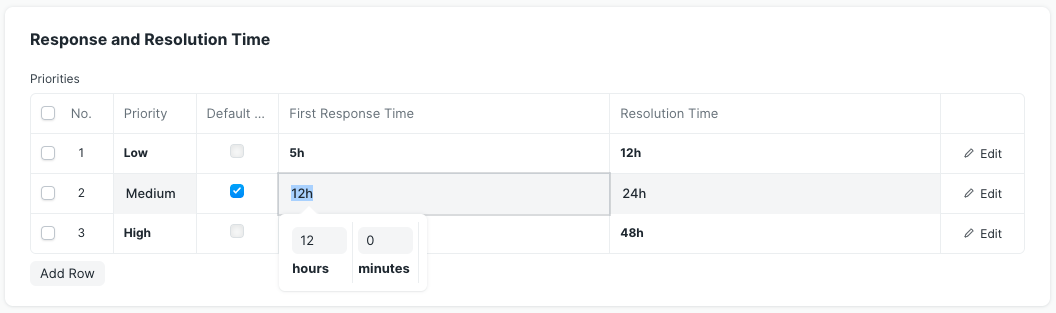 Response and Resolution Time
Priorities
No. Priority Default ... First Response Time Resolution Time
1 Low 5h 12h Edit
2 Medium 12h 24h
3 High 48h Edit
12 0
hours minutes
Add Row